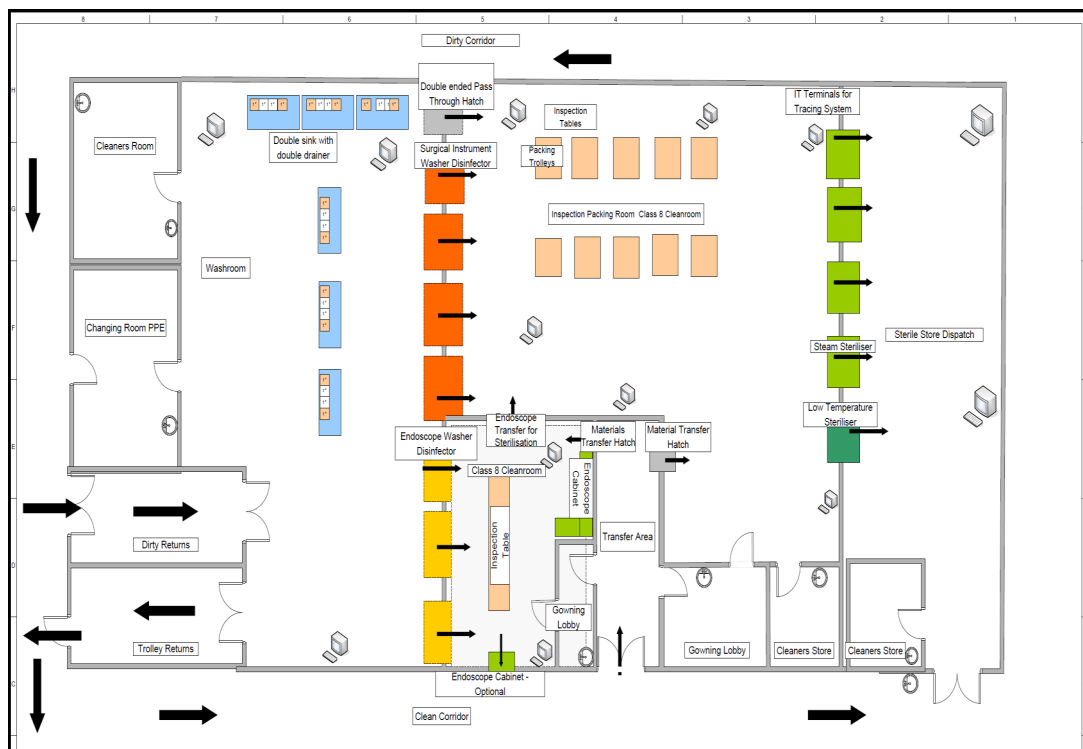 8
7
6
5
4
3
2
1
Dirty Corridor
H
Double ended Pass
Through Hatch
IT Terminals for
Tracing System
Inspection
Tables
Cleaners Room
Double sink with
double drainer
Surgical Instrument
Washer Disinfector
Packing
Trolleys
G
Inspection Packing Room Class 8 Cleanroom
Washroom
Changing Room PPE
F
Sterile Store Dispatch
Steam Steriliser
Low Temperature
Steriliser
Endoscope
Transfer for
Sterilisation
Materials
Transfer Hatch
Material Transfer
Hatch
E
Endoscope Washer
Disinfector
Class 8 Cleanroom
Endoscope
Cabinet
Inspection
Table
Transfer Area
Dirty Returns
D
Gowning
Lobby
Trolley Returns
Gowning Lobby
Cleaners Store
Cleaners Store
Endoscope Cabinet -
Optional
C
Clean Corridor